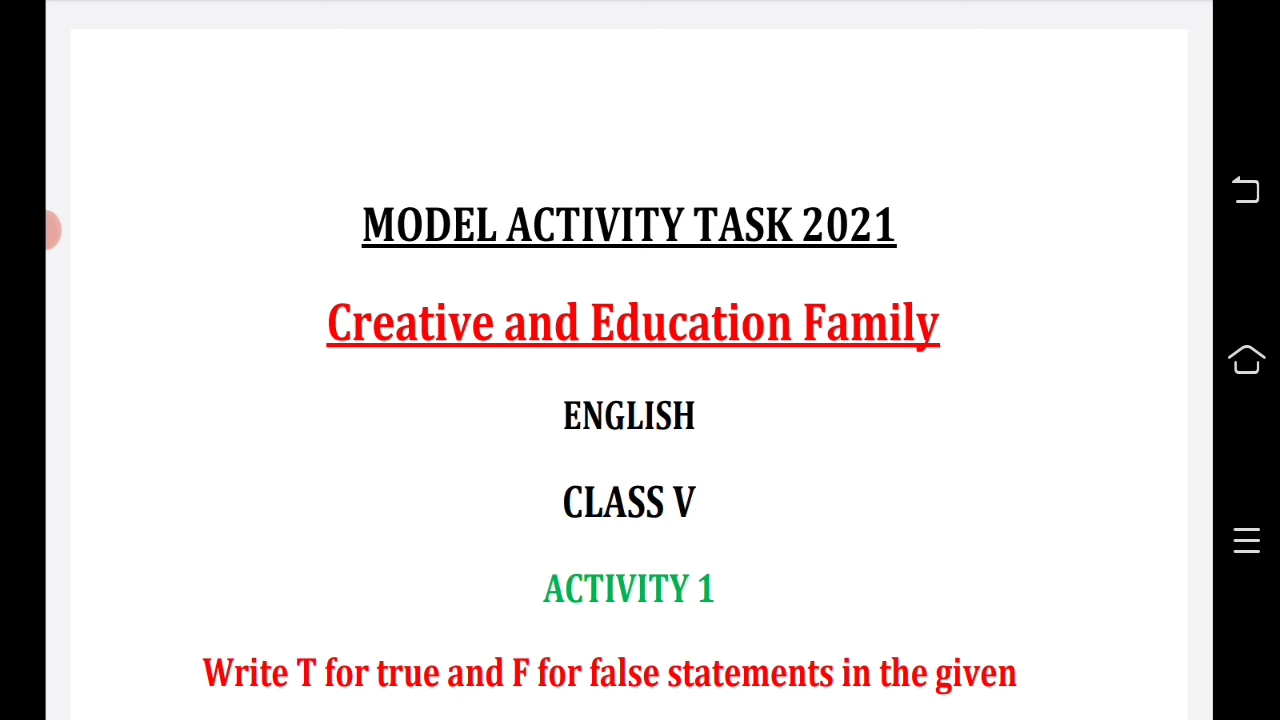 MODEL ACTIVITY TASK 2021
Creative and Education Family
ENGLISH
CLASS V
ACTIVITY 1
Write T for true and F for false statements in the given